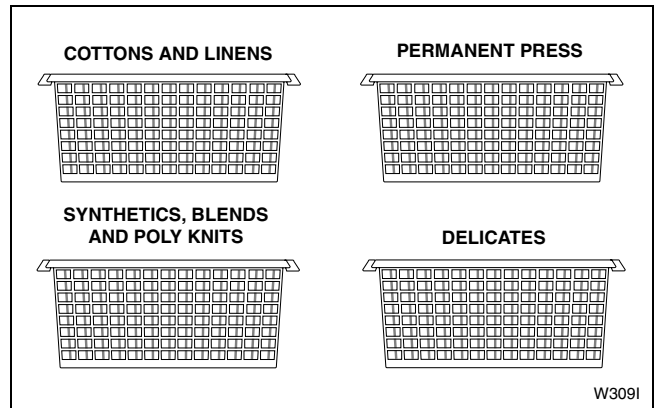 COTTONS AND LINENS
PERMANENT PRESS
SYNTHETICS, BLENDS
AND POLY KNITS
DELICATES
W309I